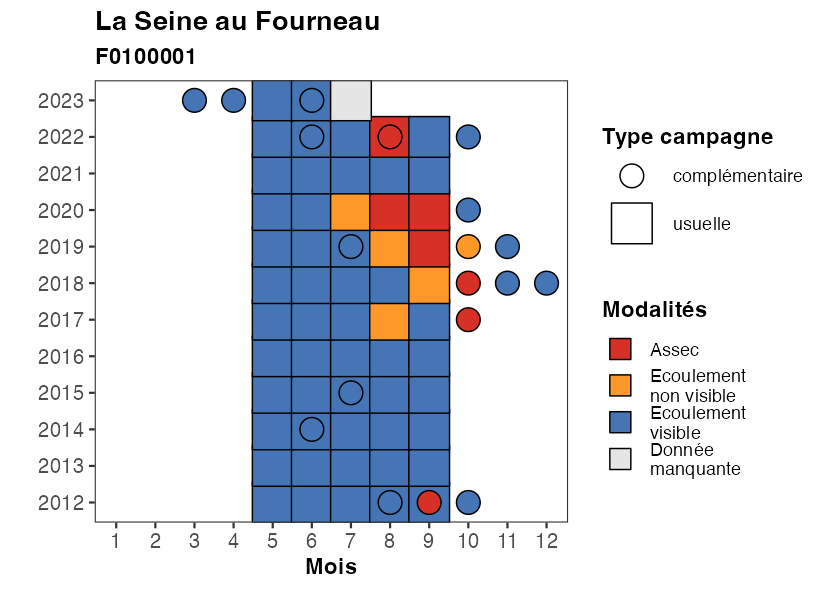 La Seine au Fourneau
F0100001
2023
2022
2021
2020
2019
2018
2017
2016
2015
2014
2013
2012
1 2 3 4 5 6 7 8 9 10 11 12
Mois
Type campagne
complémentaire
usuelle
Modalités
Assec
Ecoulement
non visible
Ecoulement
visible
Donnée
manquante